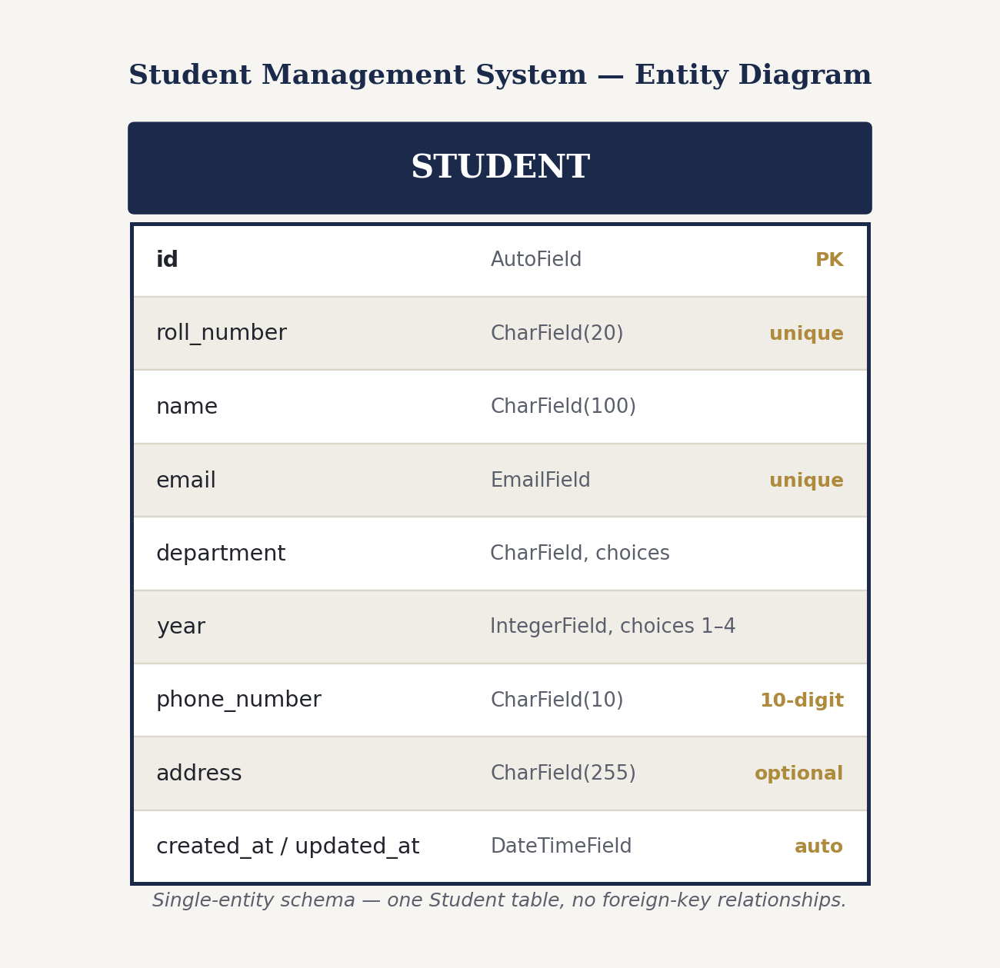 Student Management System — Entity Diagram
STUDENT
id AutoField PK
roll_number CharField(20) unique
name CharField(100)
email EmailField unique
department CharField, choices
year IntegerField, choices 1–4
phone_number CharField(10) 10-digit
address CharField(255) optional
created_at / updated_at DateTimeField auto
Single-entity schema — one Student table, no foreign-key relationships.